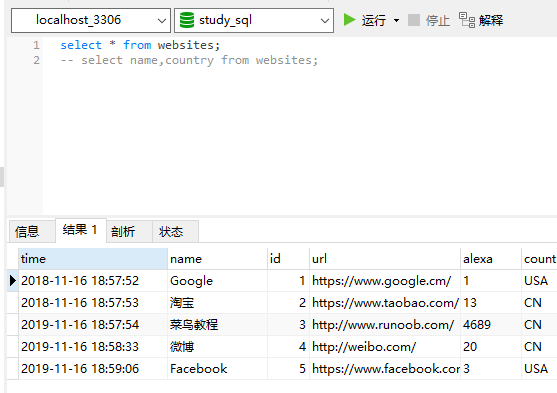 localhost_3306 study_sql 运行 停止 解释
1 select * from websites;
2 -- select name,country from websites;
信息 结果 1 剖析 状态
time name id url alexa count
2018-11-16 18:57:52 Google 1 https://www.google.cm/ 1 USA
2018-11-16 18:57:53 淘宝 2 https://www.taobao.com/ 13 CN
2019-11-16 18:57:54 菜鸟教程 3 http://www.runoob.com/ 4689 CN
2019-11-16 18:58:33 微博 4 http://weibo.com/ 20 CN
2019-11-16 18:59:06 Facebook 5 https://www.facebook.com 3 USA